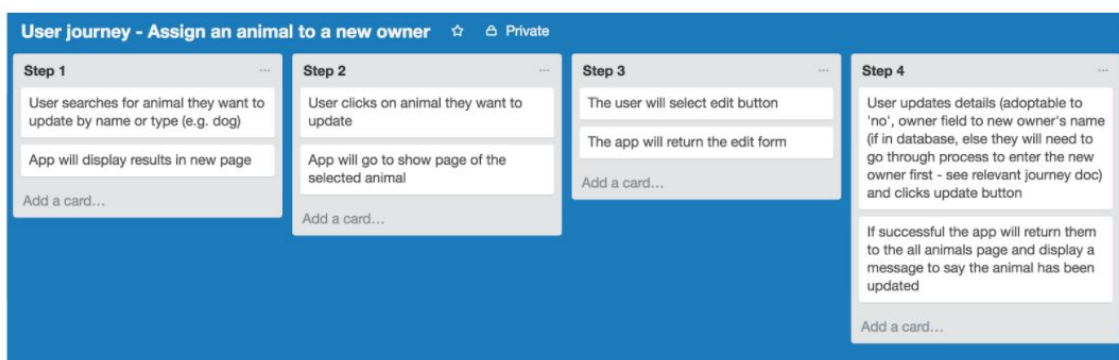 User journey - Assign an animal to a new owner
Private
Step 1
User searches for animal they want to
update by name or type (e.g. dog)
App will display results in new page
Add a card...
Step 2
User clicks on animal they want to
update
App will go to show page of the
selected animal
Add a card...
Step 3
The user will select edit button
The app will return the edit form
Add a card...
Step 4
User updates details (adoptable to
'no', owner field to new owner's name
(if in database, else they will need to
go through process to enter the new
owner first - see relevant journey doc)
and clicks update button
If successful the app will return them
to the all animals page and display a
message to say the animal has been
updated
Add a card...